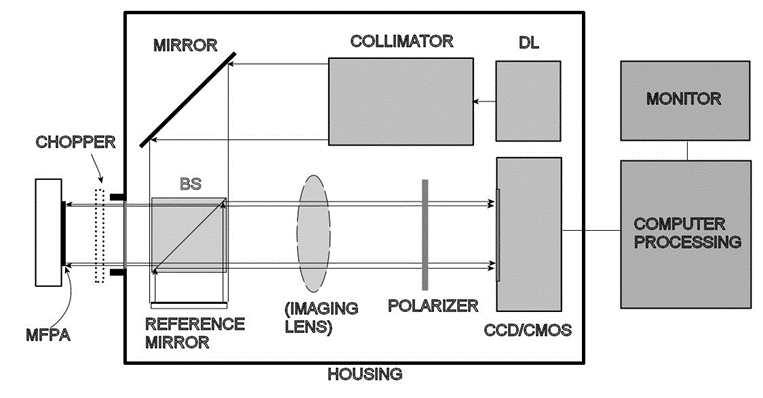 MIRROR
COLLIMATOR
DL
MONITOR
CHOPPER
BS
COMPUTER
PROCESSING
MFPA
REFERENCE
MIRROR
(IMAGING
LENS)
POLARIZER
CCD/CMOS
HOUSING